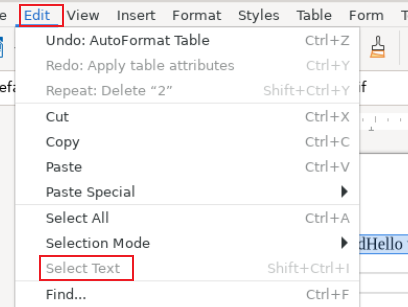 Edit View Insert Format Styles Table Form
Undo: AutoFormat Table Ctrl+Z
Redo: Apply table attributes Ctrl+Y
Repeat: Delete “2” Shift+Ctrl+Y
Cut Ctrl+X
Copy Ctrl+C
Paste Ctrl+V
Paste Special
Select All Ctrl+A
Selection Mode
dHello
Select Text Shift+Ctrl+I
Find... Ctrl+F